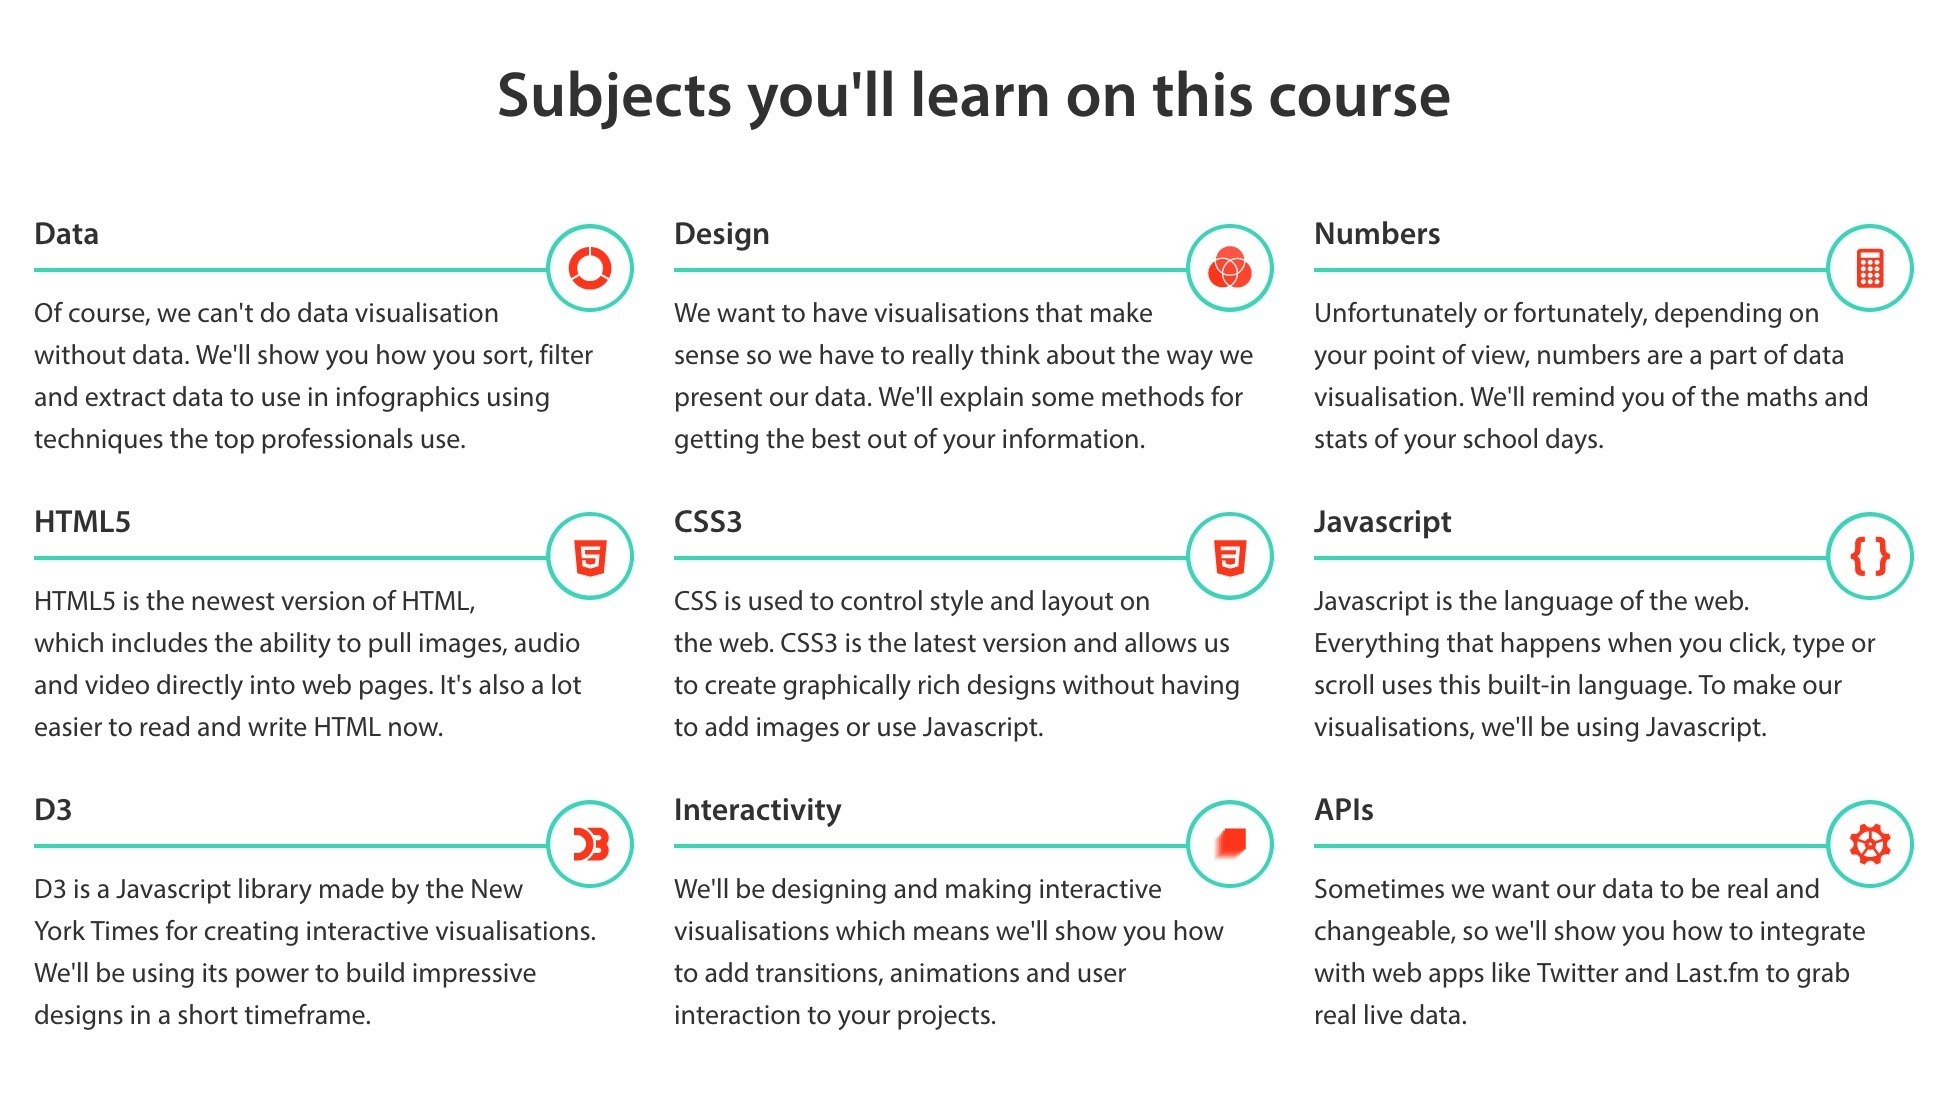 Subjects you'll learn on this course
Data
Of course, we can't do data visualisation
without data. We'll show you how you sort, filter
and extract data to use in infographics using
techniques the top professionals use.
Design
We want to have visualisations that make
sense so we have to really think about the way we
present our data. We'll explain some methods for
getting the best out of your information.
Numbers
Unfortunately or fortunately, depending on
your point of view, numbers are a part of data
visualisation. We'll remind you of the maths and
stats of your school days.
HTML5
5
HTML5 is the newest version of HTML,
which includes the ability to pull images, audio
and video directly into web pages. It's also a lot
easier to read and write HTML now.
CSS3
3
CSS is used to control style and layout on
the web. CSS3 is the latest version and allows us
to create graphically rich designs without having
to add images or use Javascript.
Javascript
{ }
Javascript is the language of the web.
Everything that happens when you click, type or
scroll uses this built-in language. To make our
visualisations, we'll be using Javascript.
D3
D3
D3 is a Javascript library made by the New
York Times for creating interactive visualisations.
We'll be using its power to build impressive
designs in a short timeframe.
Interactivity
We'll be designing and making interactive
visualisations which means we'll show you how
to add transitions, animations and user
interaction to your projects.
APIs
Sometimes we want our data to be real and
changeable, so we'll show you how to integrate
with web apps like Twitter and Last.fm to grab
real live data.